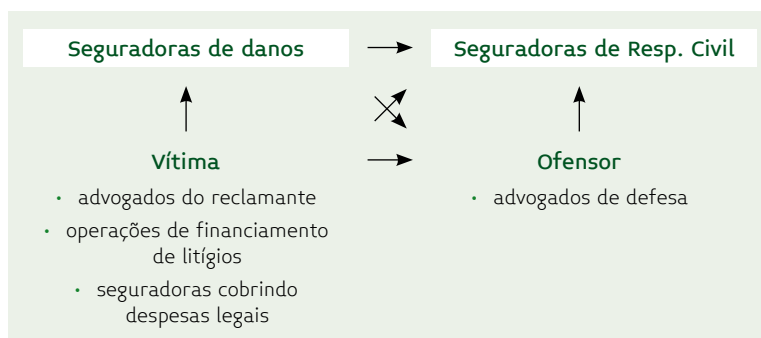 Seguradoras de danos
Seguradoras de Resp. Civil
Vítima
• advogados do reclamante
• operações de financiamento
de litígios
• seguradoras cobrindo
despesas legais
Ofensor
• advogados de defesa